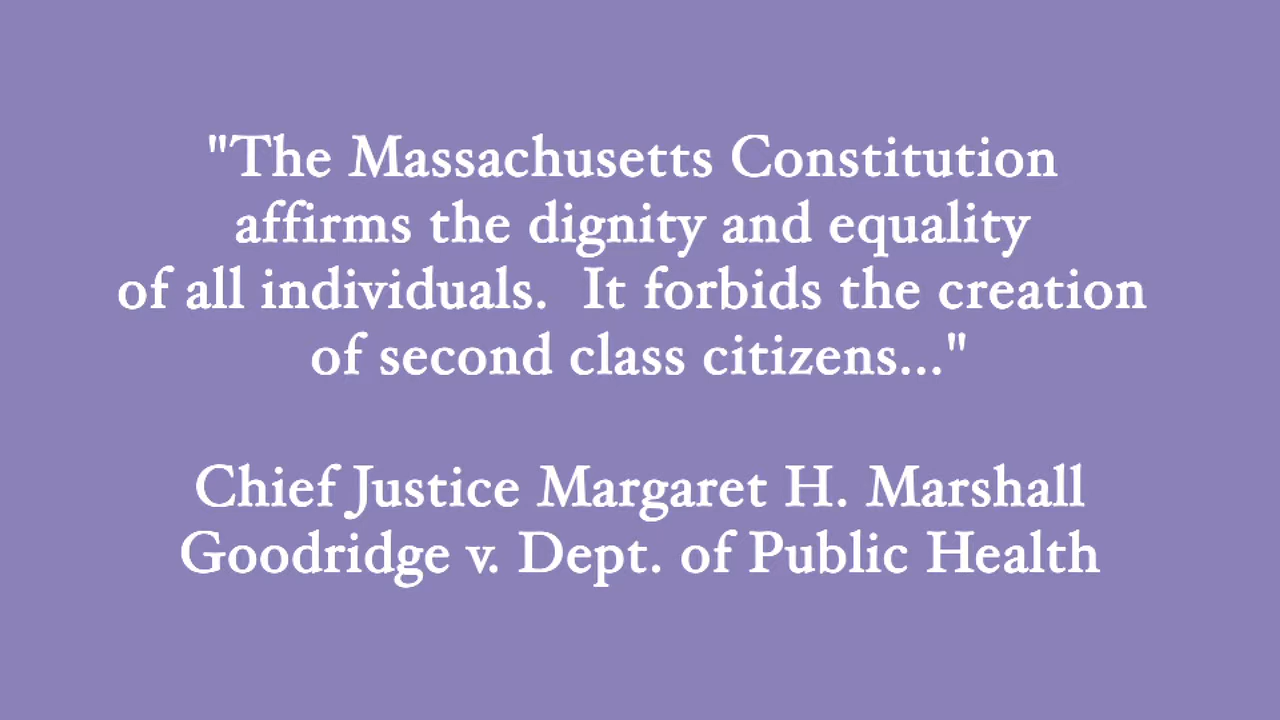 "The Massachusetts Constitution
affirms the dignity and equality
of all individuals.  It forbids the creation
of second class citizens..."
Chief Justice Margaret H. Marshall
Goodridge v. Dept. of Public Health